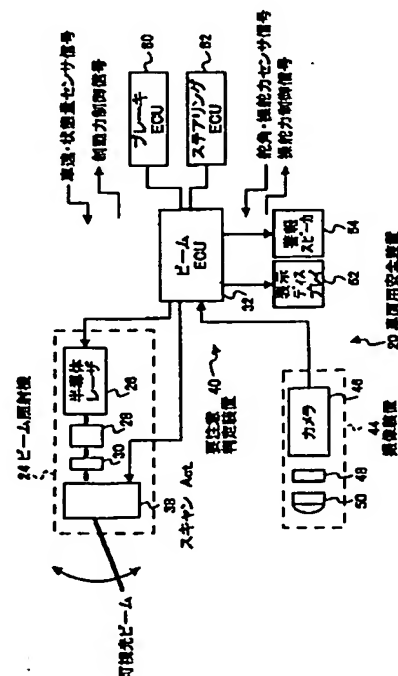 車速・状態量センサ信号
制動力制御信号
ブレーキ
ECU
60
ステアリング
ECU
62
舵角・操舵力センサ信号
操舵力制御信号
ビーム
ECU
32
警報
スピーカ
54
表示
ディス
プレイ
52
24 ビーム照射機
半導体
レーザ
26
28
30
38
スキャン Act.
可視光ビーム
40
要注意
判定装置
カメラ
46
48
50
44
撮像装置
20 車両用安全装置